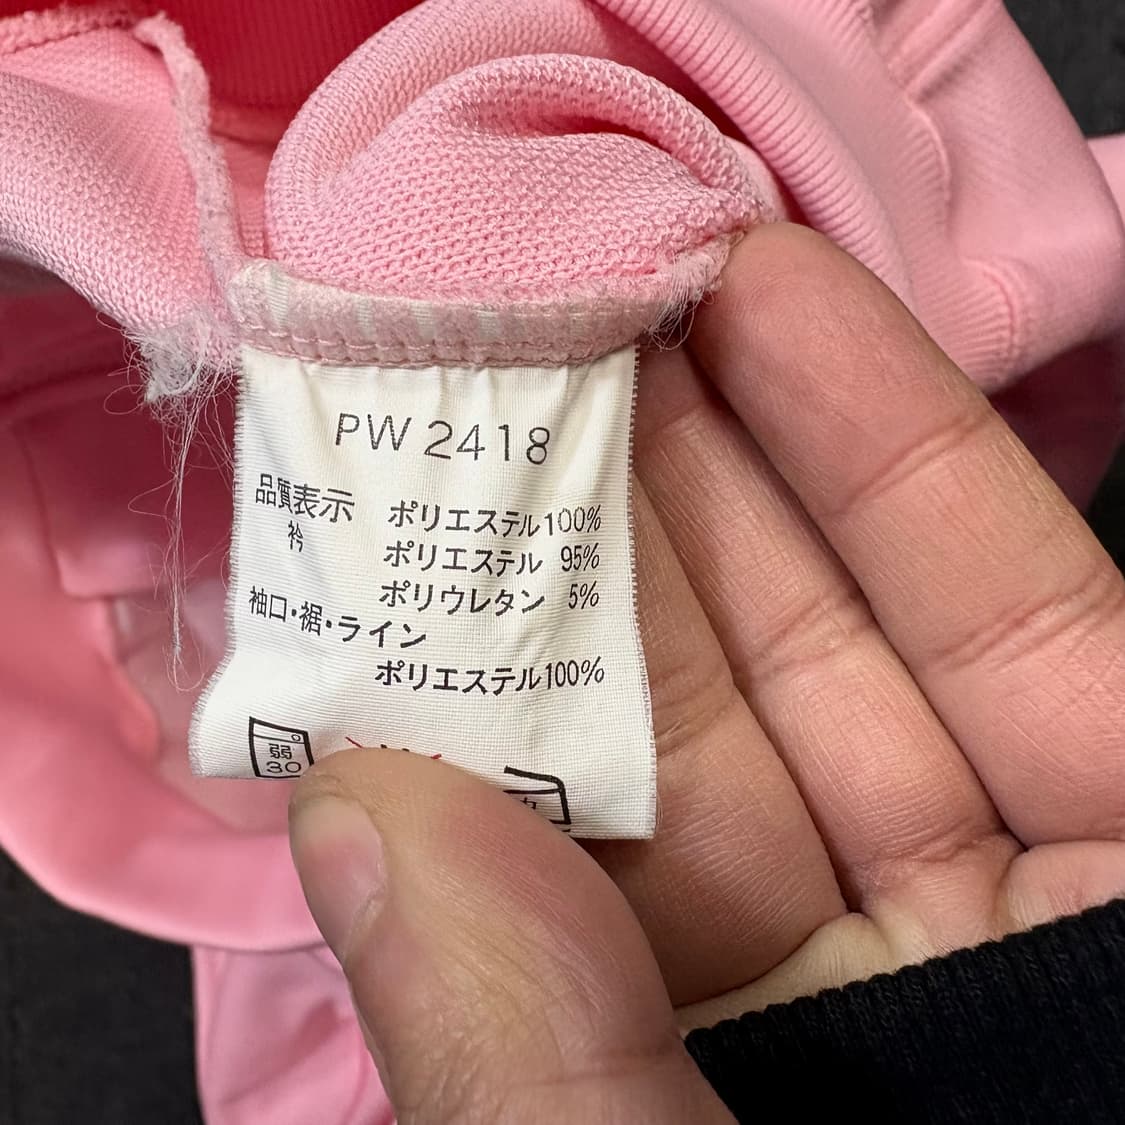 PW 2418
品質表示 ポリエステル100%
衿 ポリエステル 95%
ポリウレタン 5%
袖口・裾・ライン
ポリエステル100%
弱
30